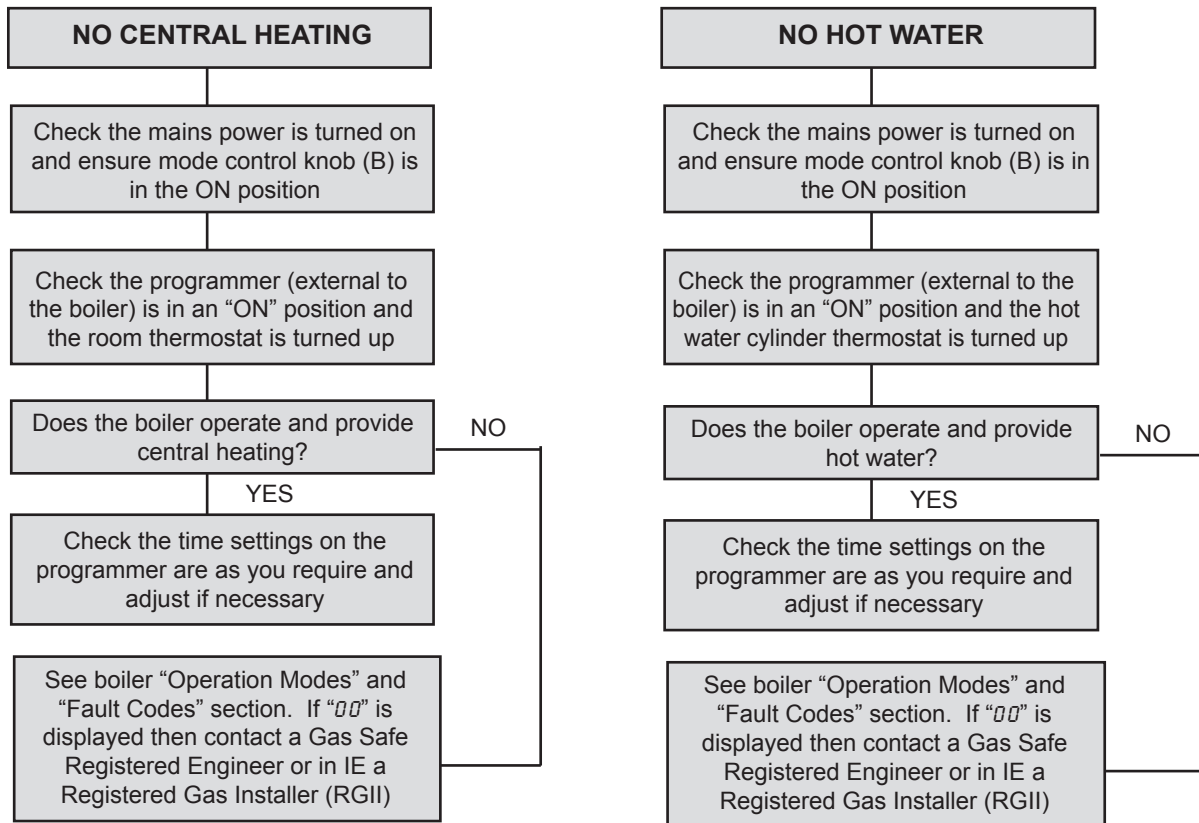 NO CENTRAL HEATING
Check the mains power is turned on
and ensure mode control knob (B) is
in the ON position
Check the programmer (external to
the boiler) is in an “ON” position and
the room thermostat is turned up
Does the boiler operate and provide
central heating?
NO
YES
Check the time settings on the
programmer are as you require and
adjust if necessary
See boiler “Operation Modes” and
“Fault Codes” section.  If “00” is
displayed then contact a Gas Safe
Registered Engineer or in IE a
Registered Gas Installer (RGII)
NO HOT WATER
Check the mains power is turned on
and ensure mode control knob (B) is in
the ON position
Check the programmer (external to the
boiler) is in an “ON” position and the hot
water cylinder thermostat is turned up
Does the boiler operate and provide
hot water?
NO
YES
Check the time settings on the
programmer are as you require and
adjust if necessary
See boiler “Operation Modes” and
“Fault Codes” section.  If “00” is
displayed then contact a Gas Safe
Registered Engineer or in IE a
Registered Gas Installer (RGII)